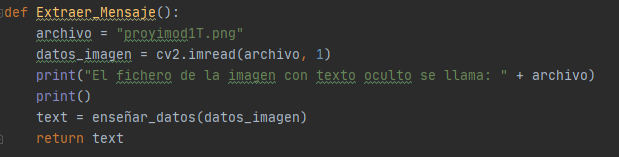 def Extraer_Mensaje():
archivo = "proyimod1T.png"
datos_imagen = cv2.imread(archivo, 1)
print("El fichero de la imagen con texto oculto se llama: " + archivo)
print()
text = enseñar_datos(datos_imagen)
return text